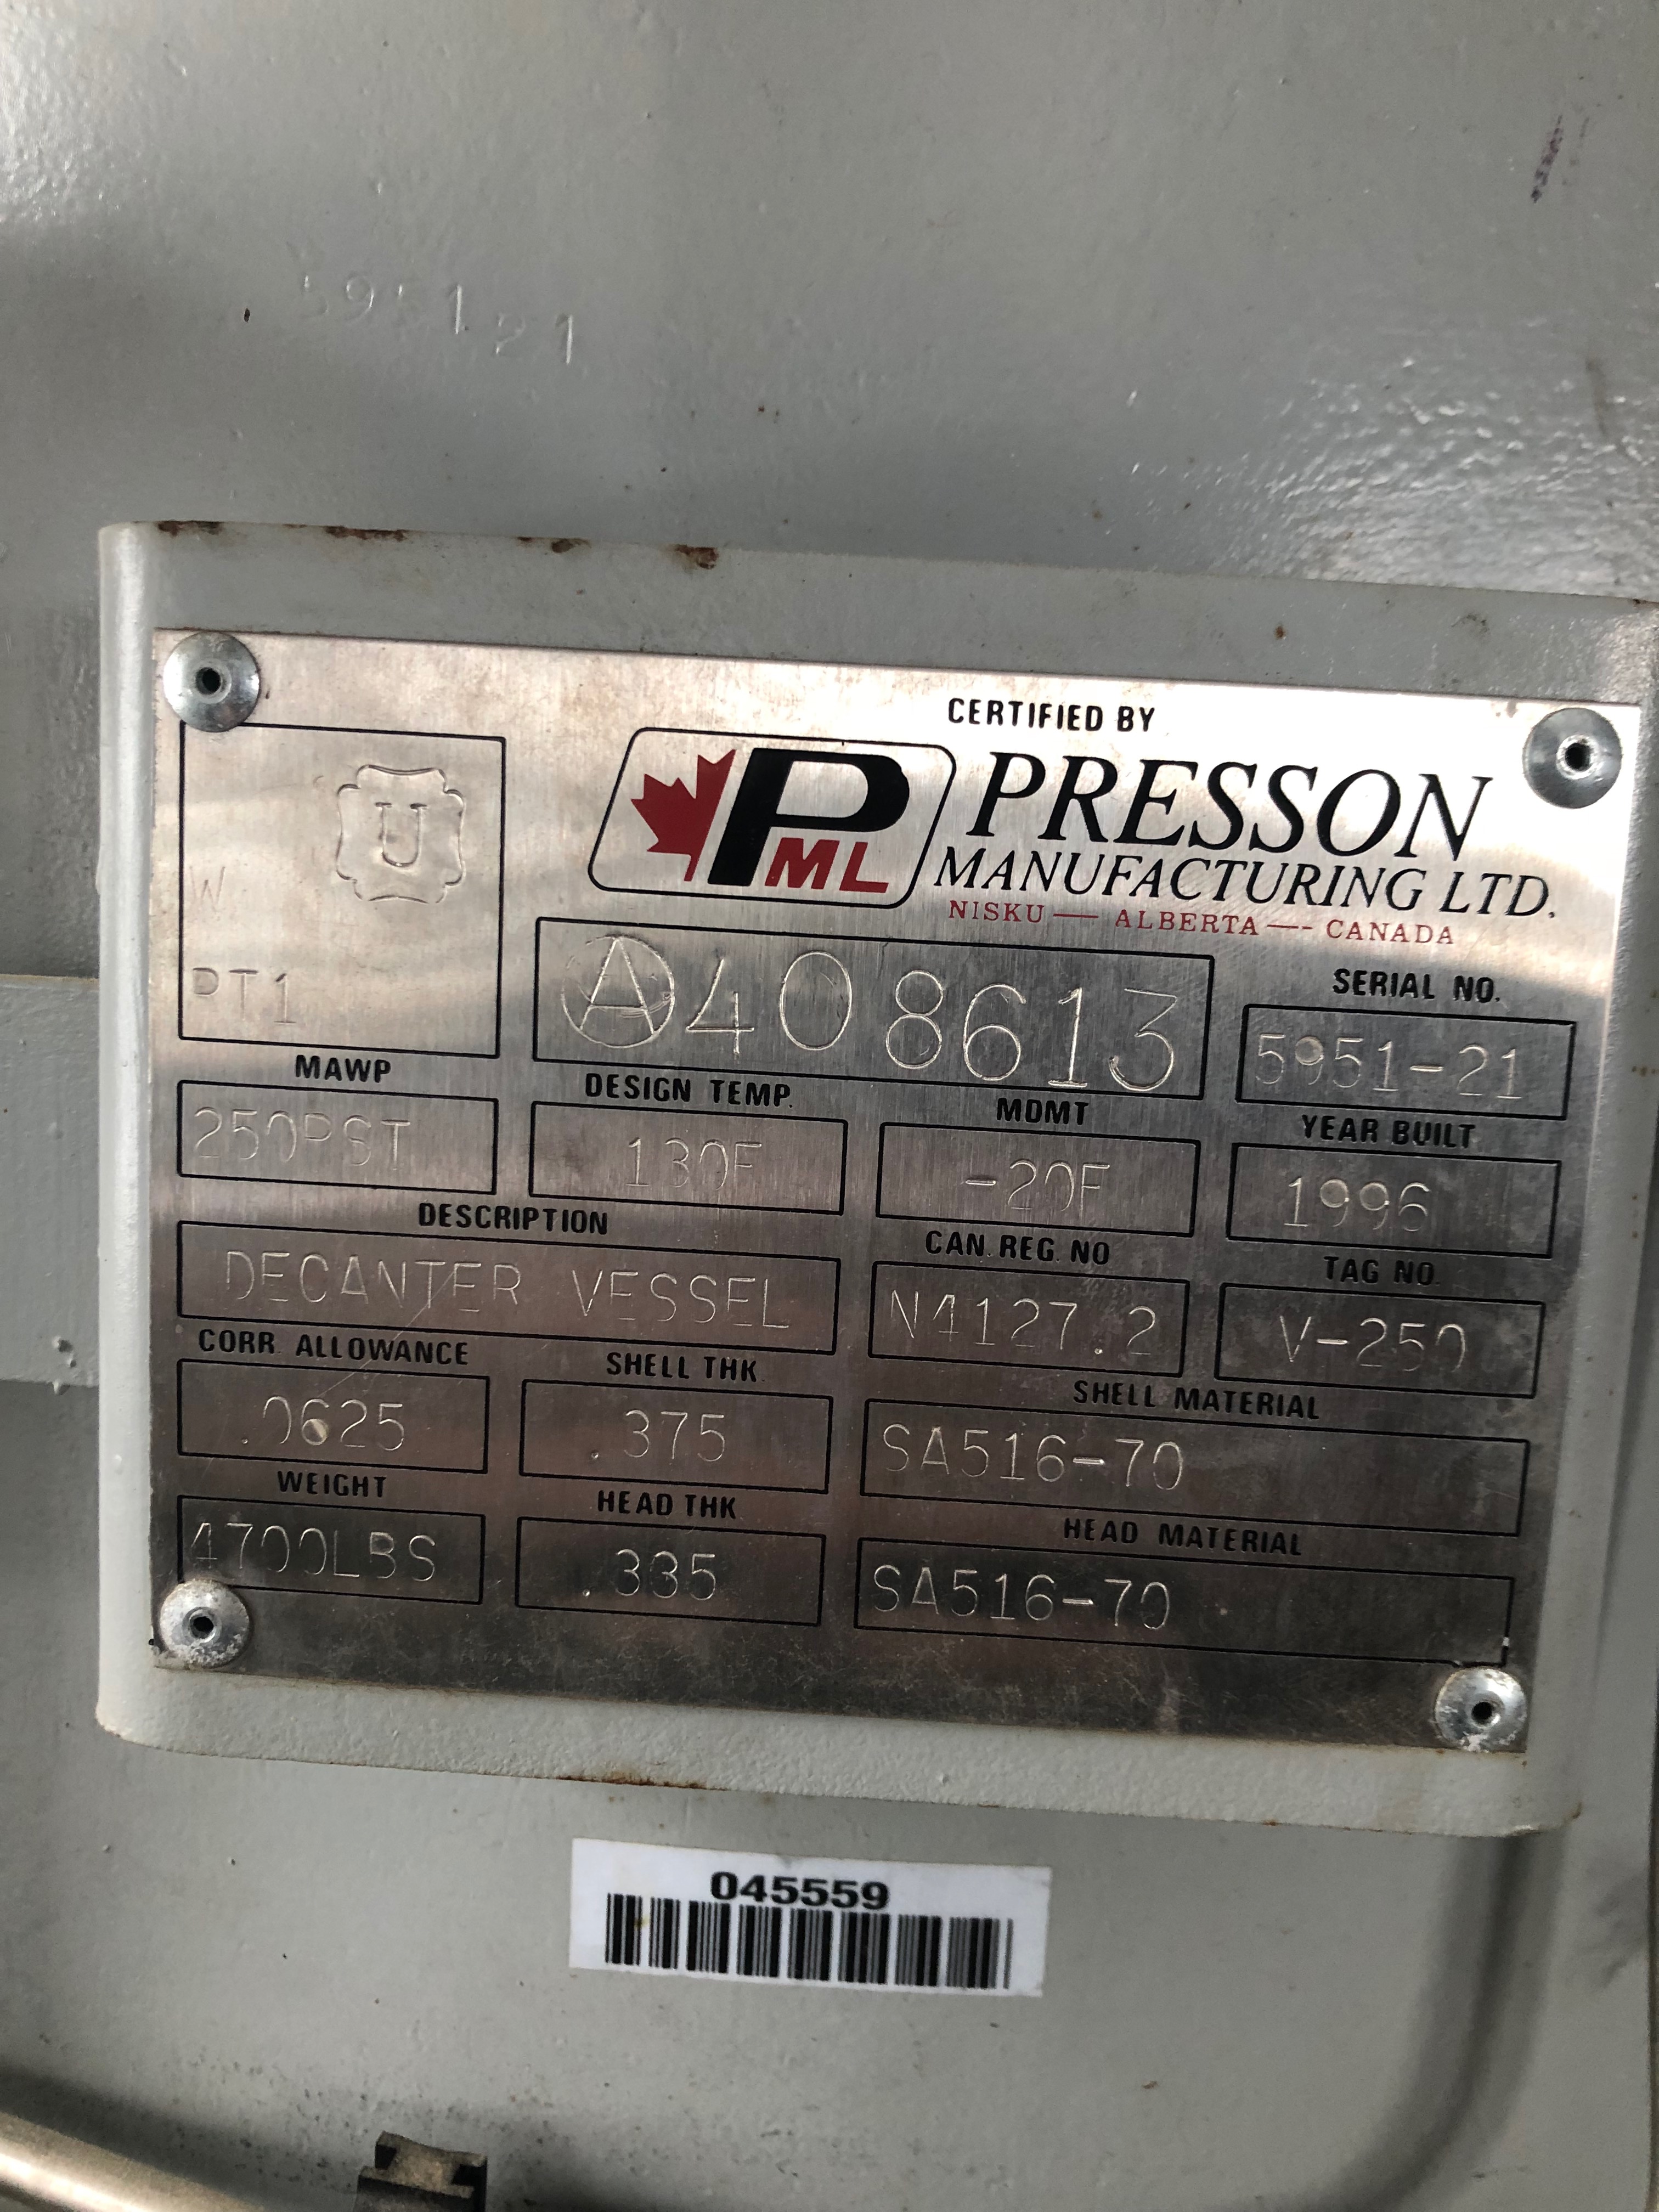 5951 21
CERTIFIED BY
PML PRESSON
MANUFACTURING LTD.
NISKU — ALBERTA — CANADA
U
W
RT1
A408613
SERIAL NO.
5951-21
MAWP
250PSI
DESIGN TEMP.
130F
MDMT
-20F
YEAR BUILT
1996
DESCRIPTION
DECANTER VESSEL
CAN. REG. NO
N4127.2
TAG NO.
V-250
CORR. ALLOWANCE
.0625
SHELL THK.
.375
SHELL MATERIAL
SA516-70
WEIGHT
4700LBS
HEAD THK.
.335
HEAD MATERIAL
SA516-70
045559